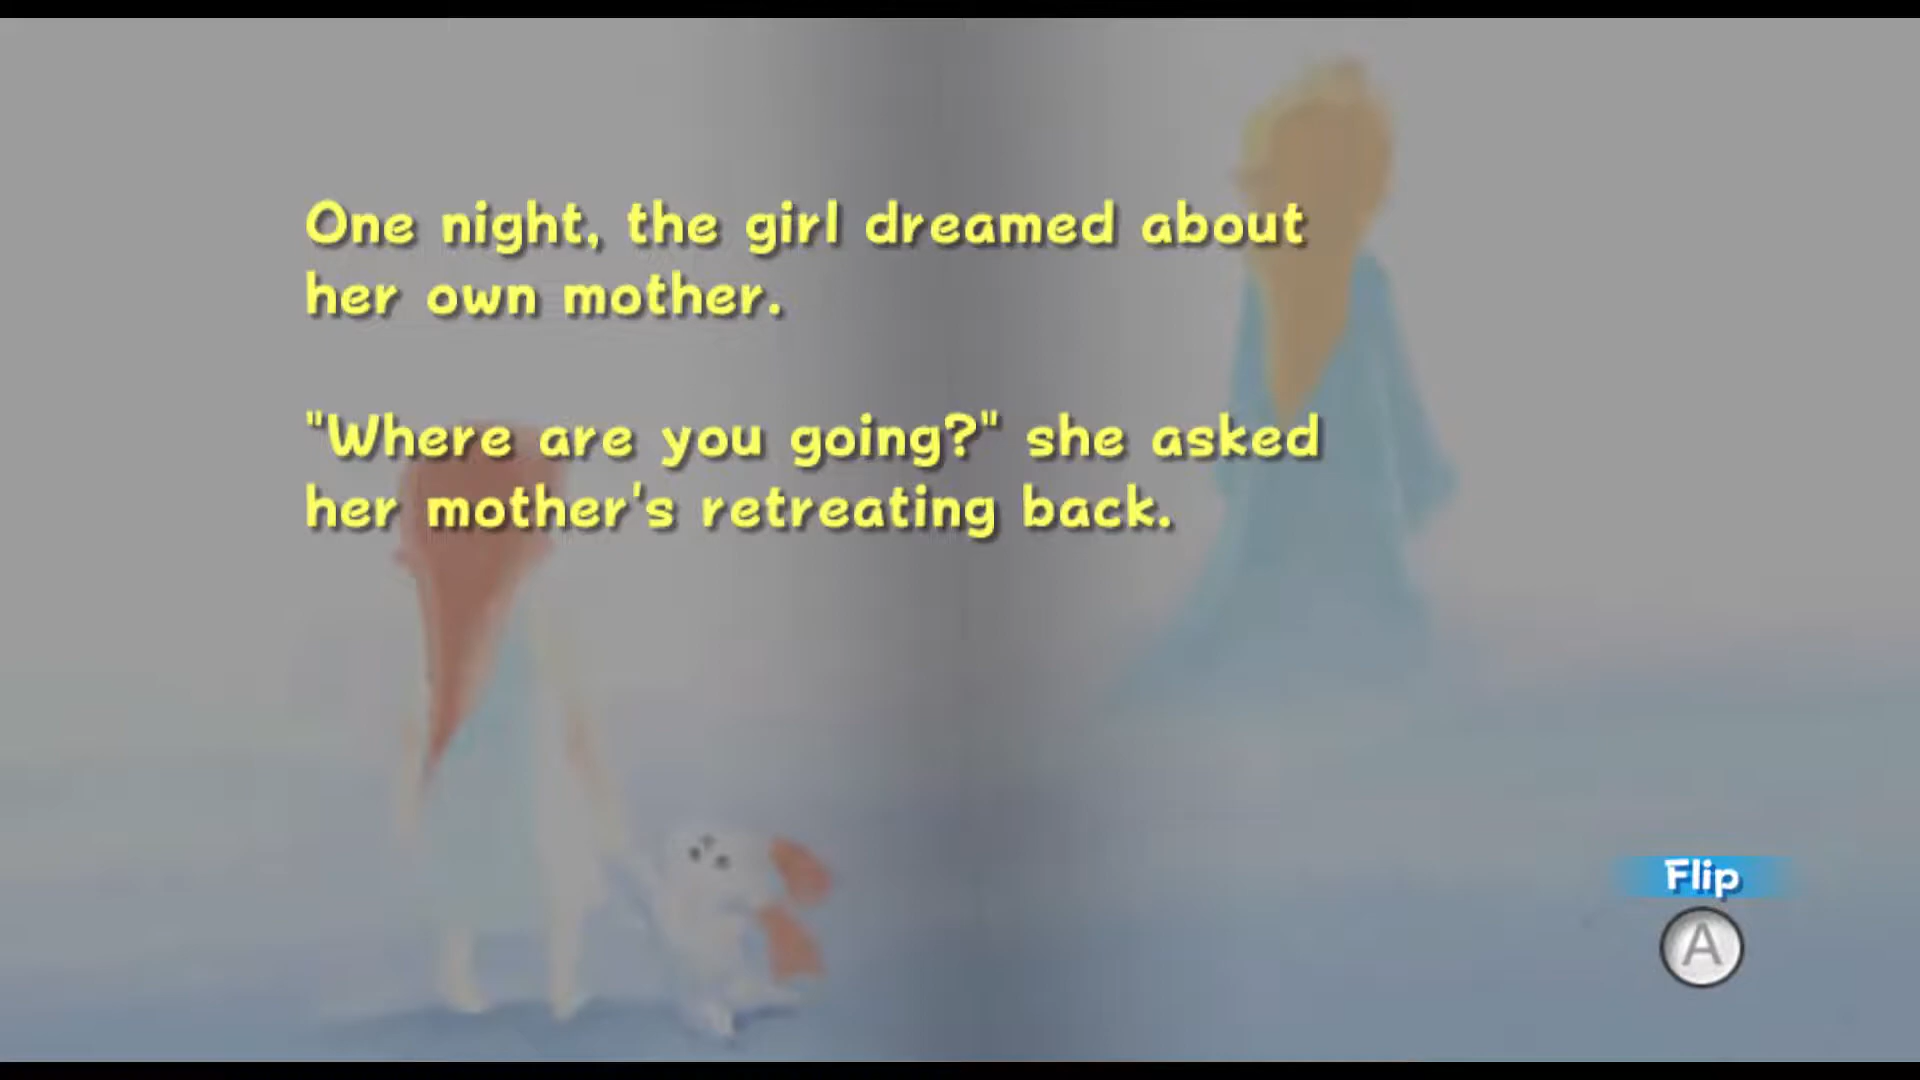 One night, the girl dreamed about
her own mother.
"Where are you going?" she asked
her mother's retreating back.
Flip
A